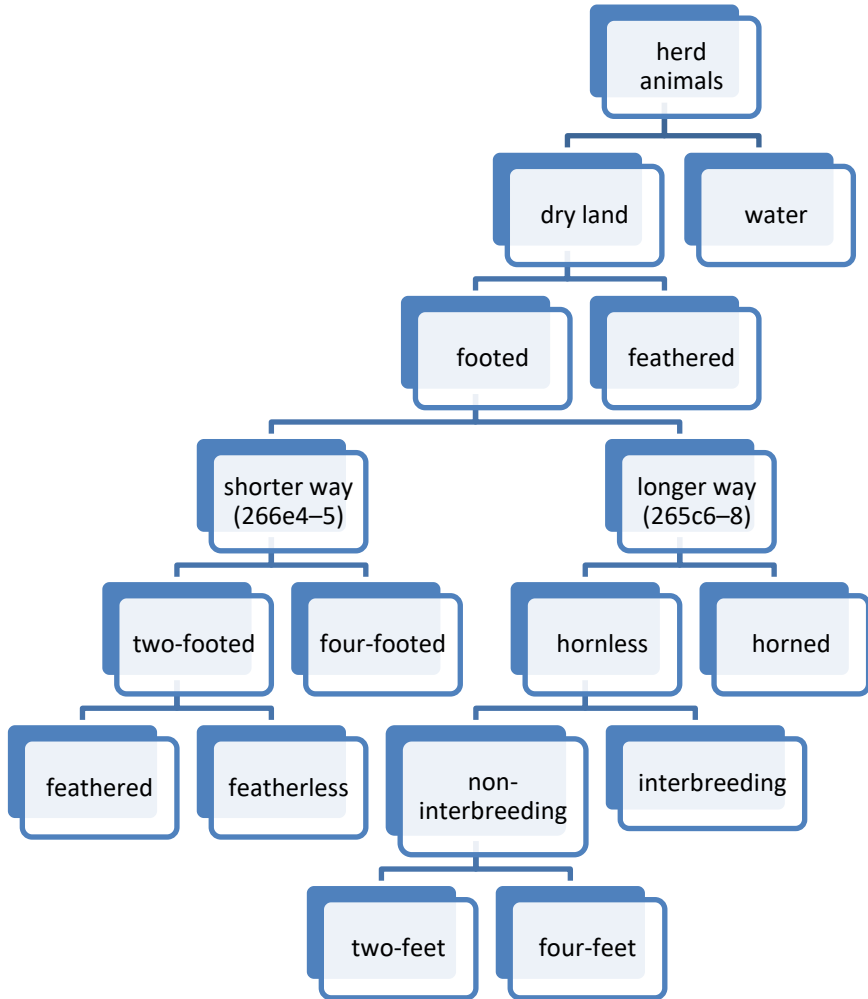 herd
animals
dry land
water
footed
feathered
shorter way
(266e4–5)
longer way
(265c6–8)
two-footed
four-footed
hornless
horned
feathered
featherless
non-
interbreeding
interbreeding
two-feet
four-feet